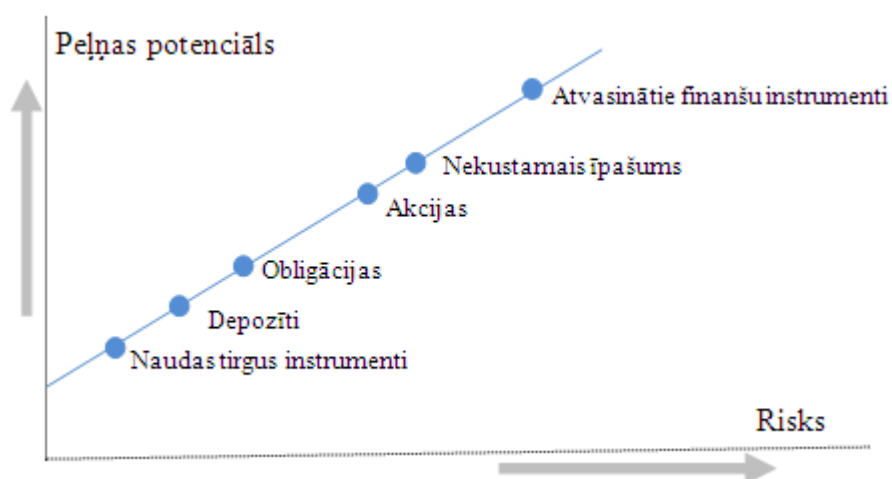 Peļņas potenciāls
Atvasinātie finanšu instrumenti
Nekustamais īpašums
Akcijas
Obligācijas
Depozīti
Naudas tirgus instrumenti
Risks